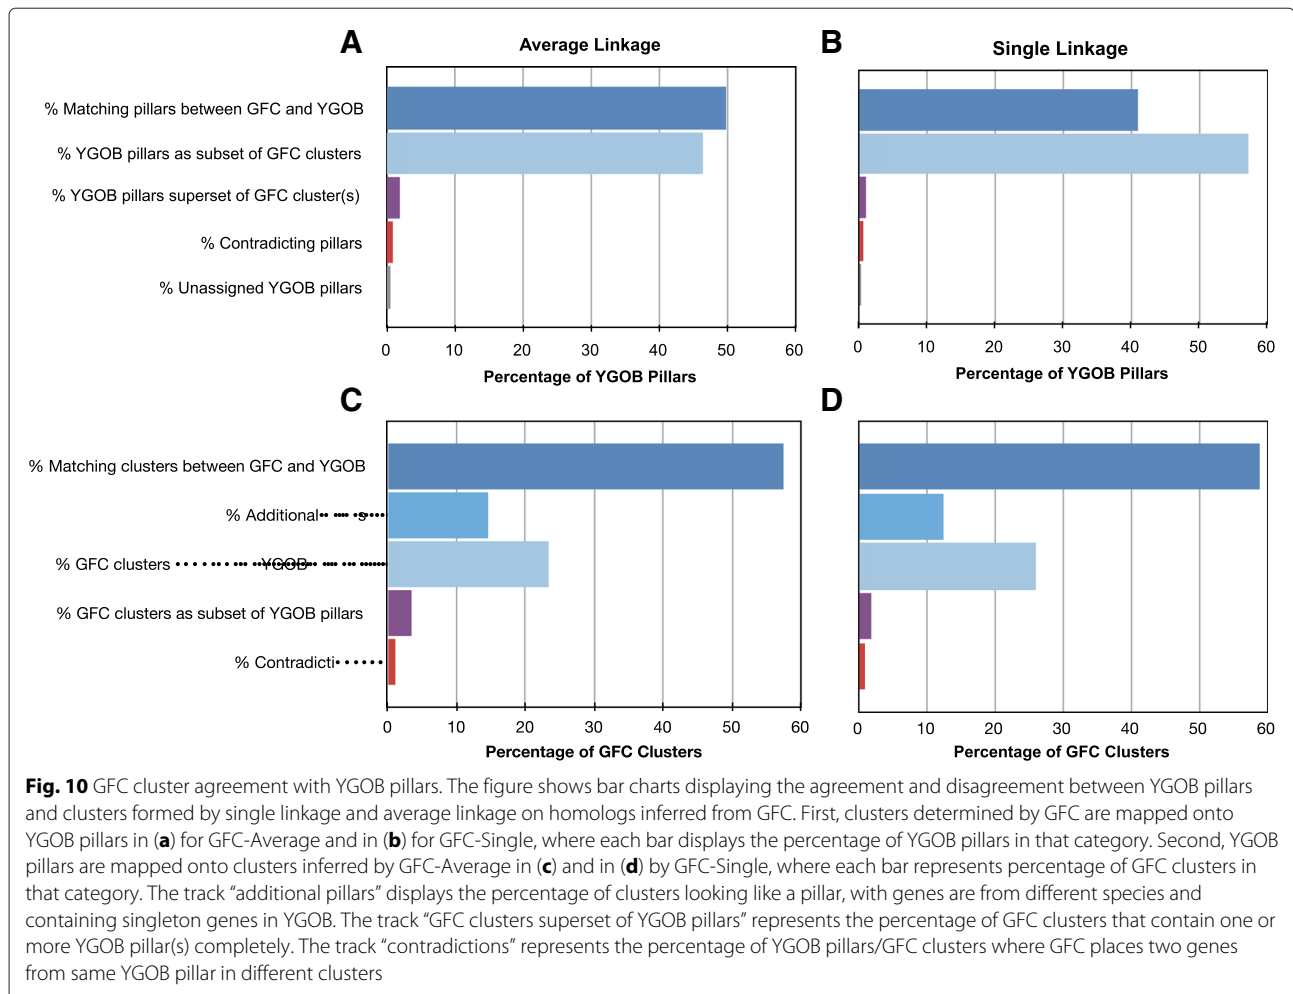 A
Average Linkage
B
Single Linkage
% Matching pillars between GFC and YGOB
% YGOB pillars as subset of GFC clusters
% YGOB pillars superset of GFC cluster(s)
% Contradicting pillars
% Unassigned YGOB pillars
0 10 20 30 40 50 60
Percentage of YGOB Pillars
0 10 20 30 40 50 60
Percentage of YGOB Pillars
C
D
% Matching clusters between GFC and YGOB
% Additional s
% GFC clusters YGOB
% GFC clusters as subset of YGOB pillars
% Contradicti
0 10 20 30 40 50 60
Percentage of GFC Clusters
0 10 20 30 40 50 60
Percentage of GFC Clusters
Fig. 10 GFC cluster agreement with YGOB pillars. The figure shows bar charts displaying the agreement and disagreement between YGOB pillars
and clusters formed by single linkage and average linkage on homologs inferred from GFC. First, clusters determined by GFC are mapped onto
YGOB pillars in (a) for GFC-Average and in (b) for GFC-Single, where each bar displays the percentage of YGOB pillars in that category. Second, YGOB
pillars are mapped onto clusters inferred by GFC-Average in (c) and in (d) by GFC-Single, where each bar represents percentage of GFC clusters in
that category. The track “additional pillars” displays the percentage of clusters looking like a pillar, with genes are from different species and
containing singleton genes in YGOB. The track “GFC clusters superset of YGOB pillars” represents the percentage of GFC clusters that contain one or
more YGOB pillar(s) completely. The track “contradictions” represents the percentage of YGOB pillars/GFC clusters where GFC places two genes
from same YGOB pillar in different clusters